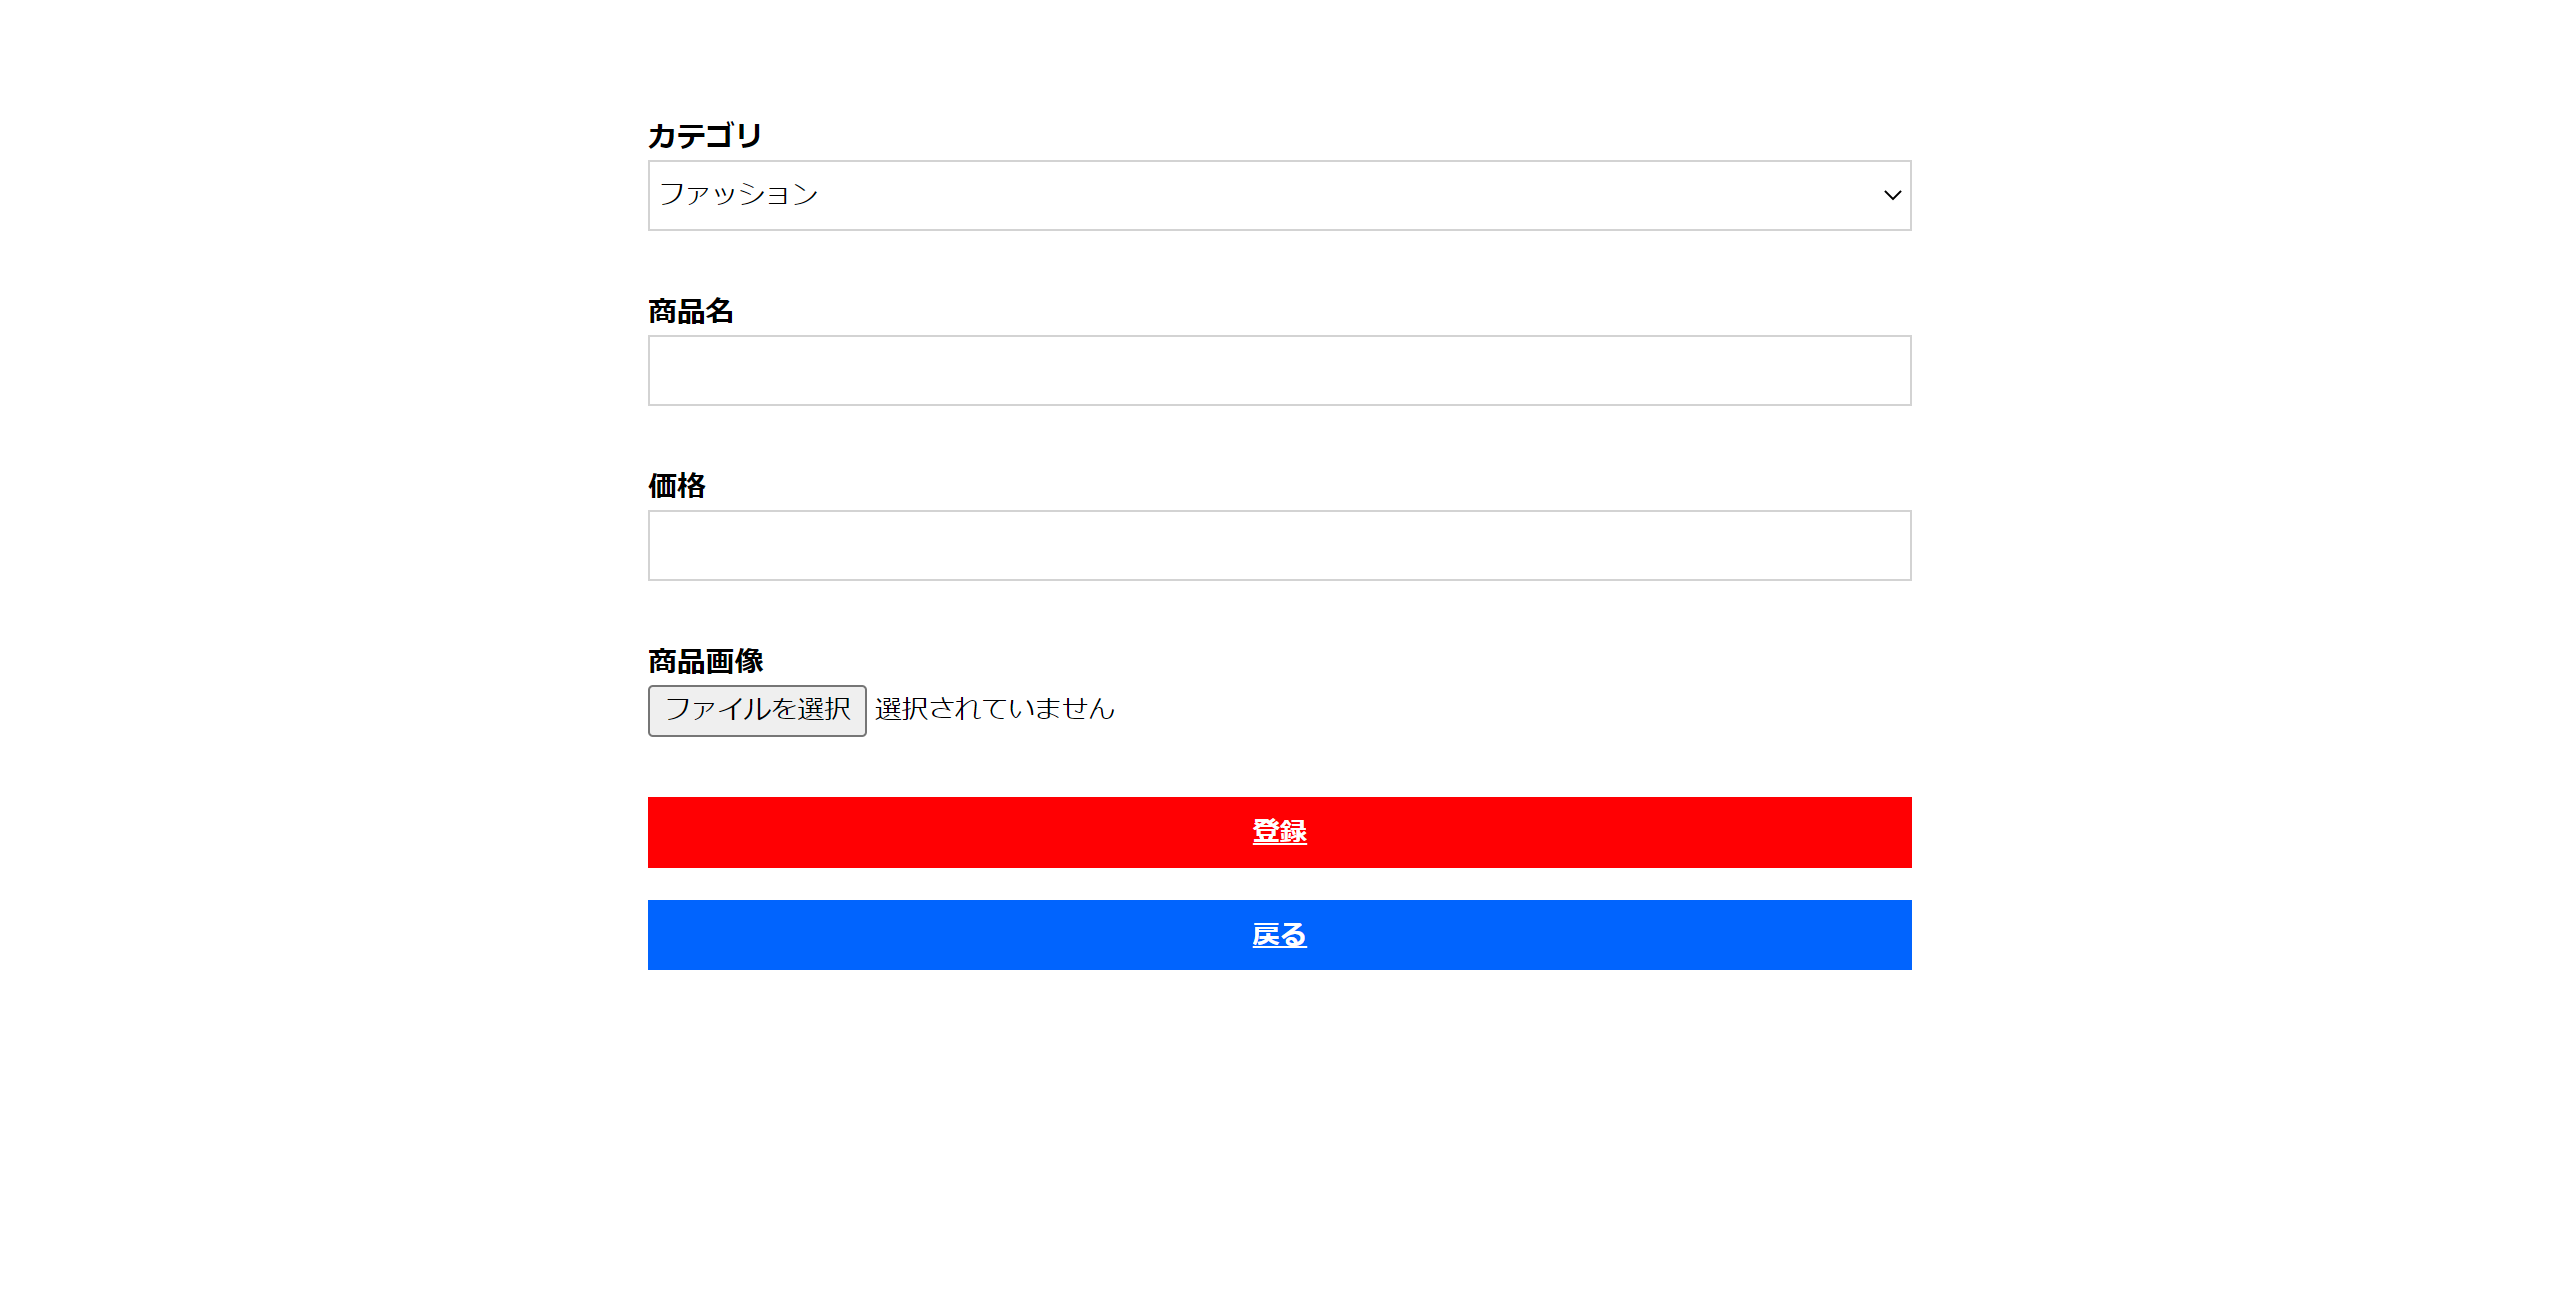 カテゴリ
ファッション
商品名
価格
商品画像
ファイルを選択 選択されていません
登録
戻る